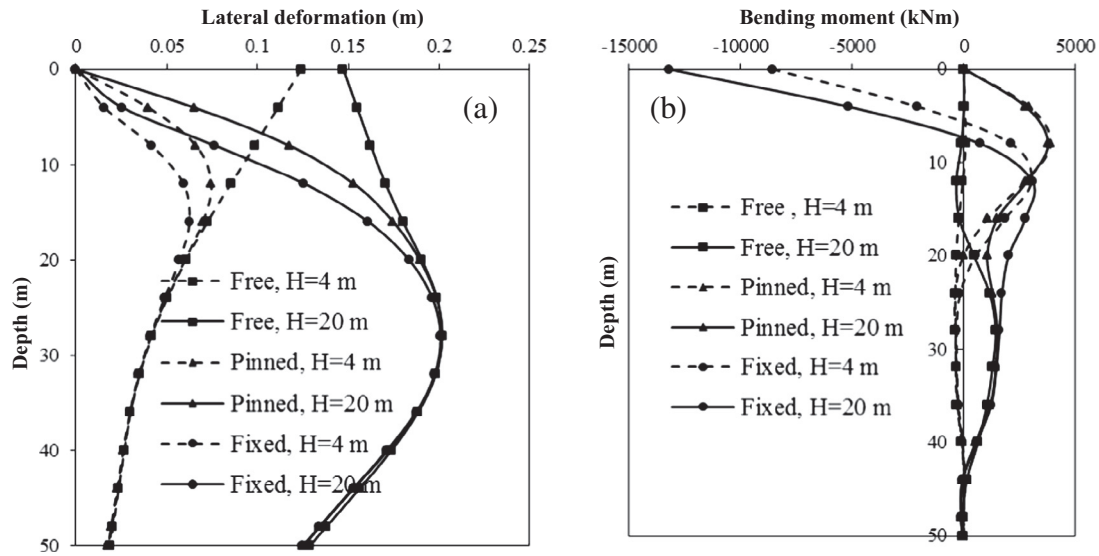 Lateral deformation (m)
0 0.05 0.1 0.15 0.2 0.25
0
10
20
30
40
50
Depth (m)
(a)
Free, H=4 m
Free, H=20 m
Pinned, H=4 m
Pinned, H=20 m
Fixed, H=4 m
Fixed, H=20 m
Bending moment (kNm)
-15000 -10000 -5000 0 5000
0
10
20
30
40
50
Depth (m)
(b)
Free , H=4 m
Free, H=20 m
Pinned, H=4 m
Pinned, H=20 m
Fixed, H=4 m
Fixed, H=20 m